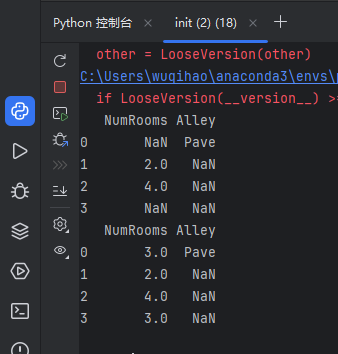 Python 控制台 init (2) (18)
other = LooseVersion(other)
C:\Users\wuqihao\anaconda3\envs\
if LooseVersion(__version__) >
NumRooms Alley
0 NaN Pave
1 2.0 NaN
2 4.0 NaN
3 NaN NaN
NumRooms Alley
0 3.0 Pave
1 2.0 NaN
2 4.0 NaN
3 3.0 NaN